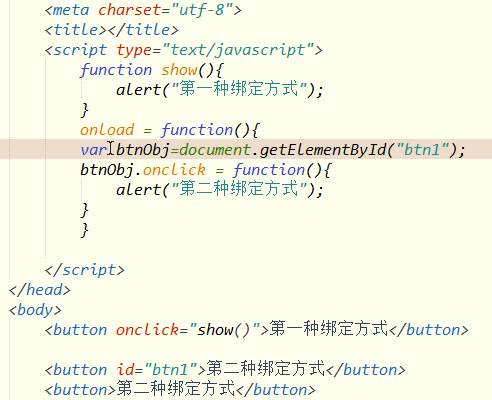 <meta charset="utf-8">
<title></title>
<script type="text/javascript">
function show(){
alert("第一种绑定方式");
}
onload = function(){
var btnObj=document.getElementById("btn1");
btnObj.onclick = function(){
alert("第二种绑定方式");
}
}
</script>
</head>
<body>
<button onclick="show()">第一种绑定方式</button>
<button id="btn1">第二种绑定方式</button>
<button>第二种绑定方式</button>